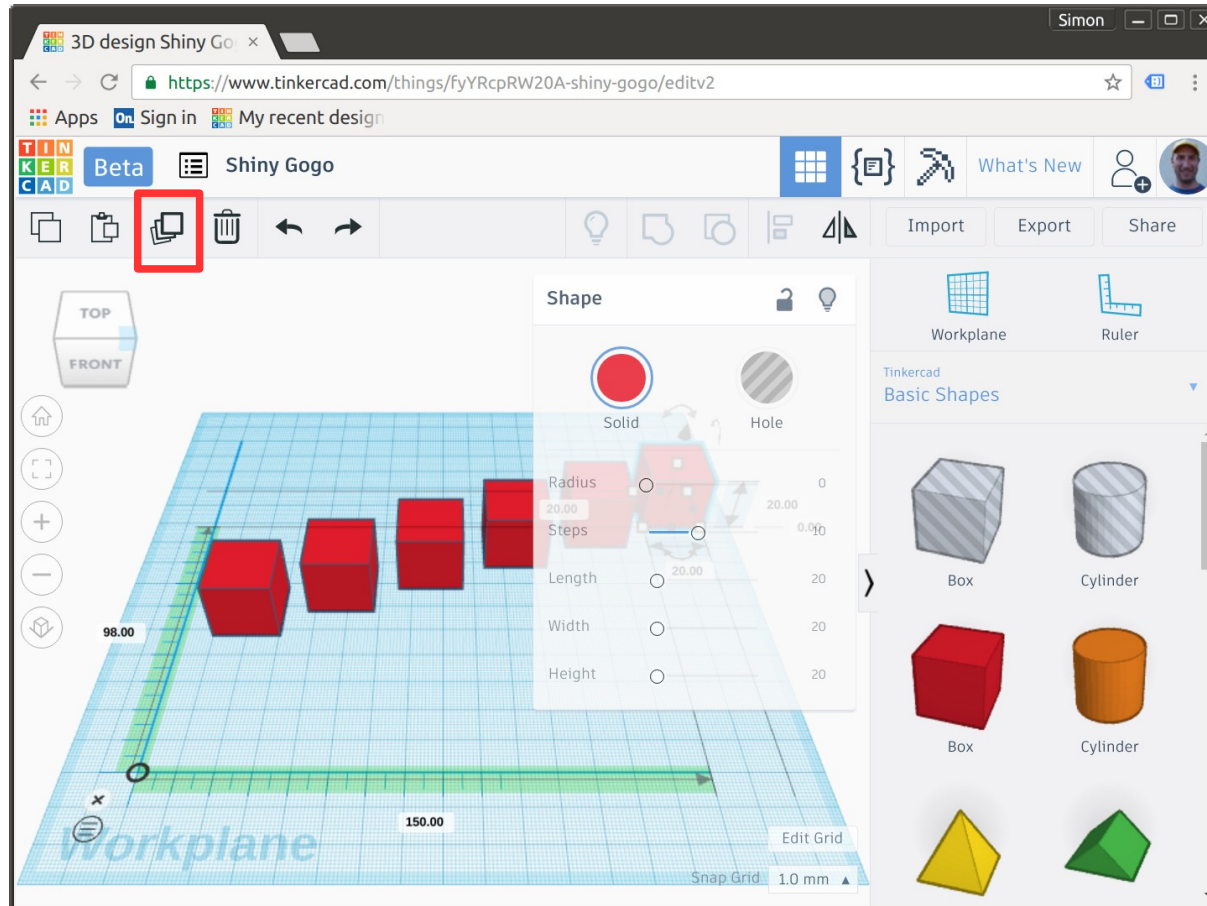 Simon
3D design Shiny Go
https://www.tinkercad.com/things/fyYRcpRW20A-shiny-gogo/editv2
Apps On. Sign in My recent design
TIN
KER
CAD
Beta
Shiny Gogo
What's New
Import Export Share
TOP
FRONT
Shape
Solid Hole
Radius 0
20.00 20.00
Steps 0.00 10
Length 20.00 20
Width 20
Height 20
98.00
150.00
Workplane
Edit Grid
Snap Grid 1.0 mm
Workplane Ruler
Tinkercad
Basic Shapes
Box Cylinder
Box Cylinder